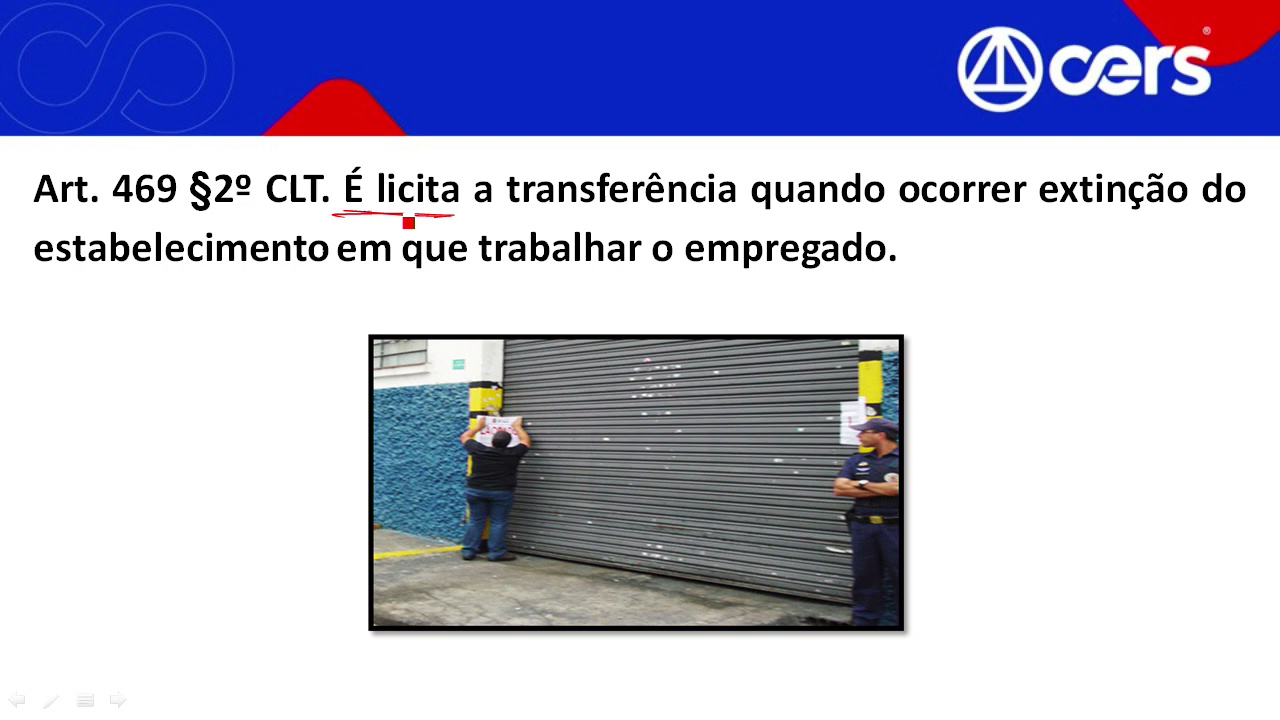 cers
®
Art. 469 §2º CLT. É licita a transferência quando ocorrer extinção do
estabelecimento em que trabalhar o empregado.